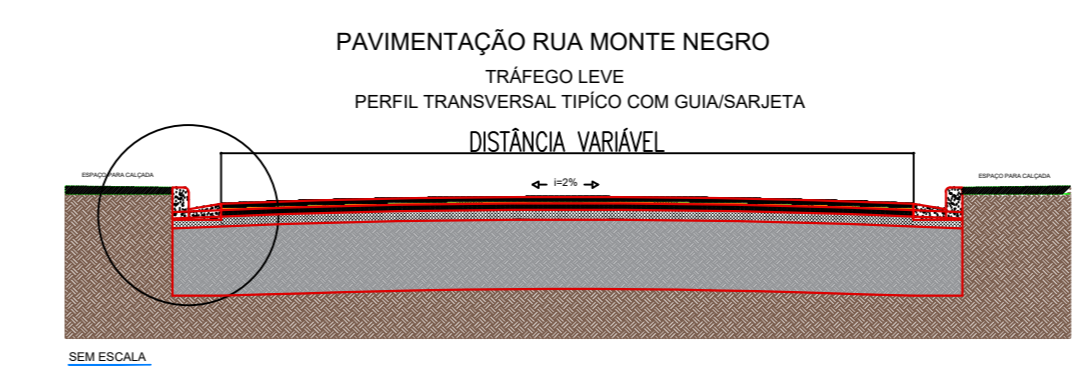 PAVIMENTAÇÃO RUA MONTE NEGRO
TRÁFEGO LEVE
PERFIL TRANSVERSAL TIPÍCO COM GUIA/SARJETA
DISTÂNCIA VARIÁVEL
ESPAÇO PARA CALÇADA
i=2%
ESPAÇO PARA CALÇADA
SEM ESCALA